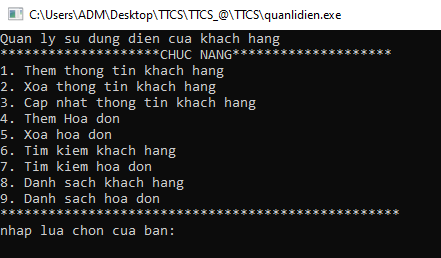 C:\Users\ADM\Desktop\TTCS\TTCS_@\TTCS\quanlidien.exe
Quan ly su dung dien cua khach hang
********************CHUC NANG********************
1. Them thong tin khach hang
2. Xoa thong tin khach hang
3. Cap nhat thong tin khach hang
4. Them Hoa don
5. Xoa hoa don
6. Tim kiem khach hang
7. Tim kiem hoa don
8. Danh sach khach hang
9. Danh sach hoa don
**************************************************
nhap lua chon cua ban: